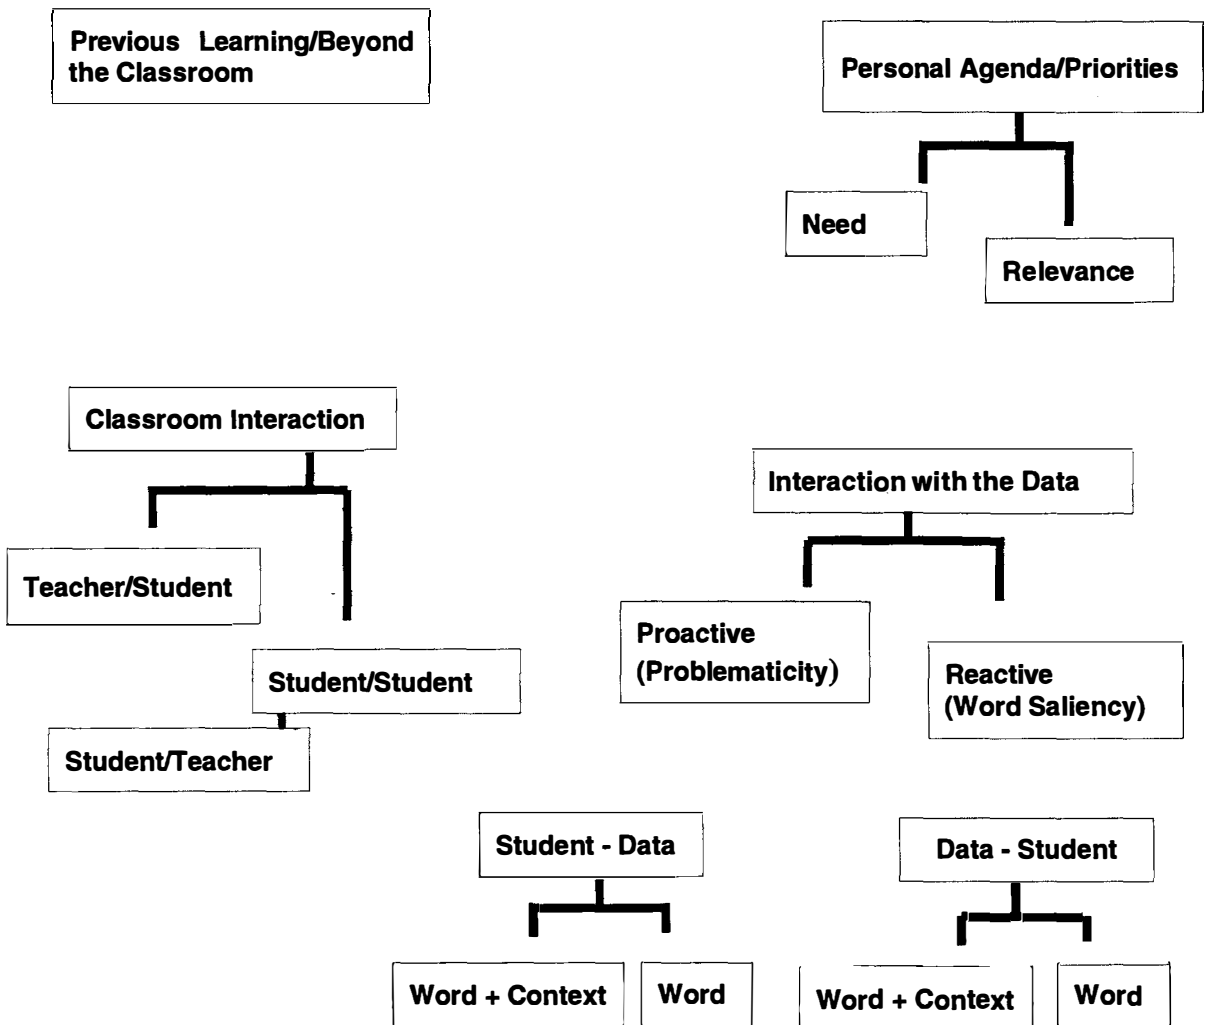 Previous Learning/Beyond
the Classroom
Personal Agenda/Priorities
Need
Relevance
Classroom Interaction
Interaction with the Data
Teacher/Student
Proactive
(Problematicity)
Student/Student
Reactive
(Word Saliency)
Student/Teacher
Student - Data
Data - Student
Word + Context
Word
Word + Context
Word